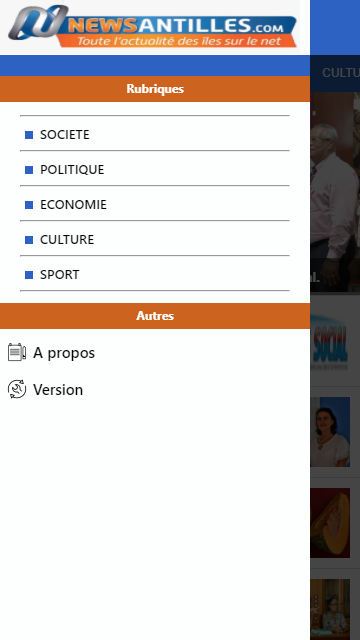 NEWSANTILLES.COM
Toute l'actualité des îles sur le net
Rubriques
CULTU
SOCIETE
POLITIQUE
ECONOMIE
CULTURE
SPORT
Autres
SOCIAL
A propos
Version